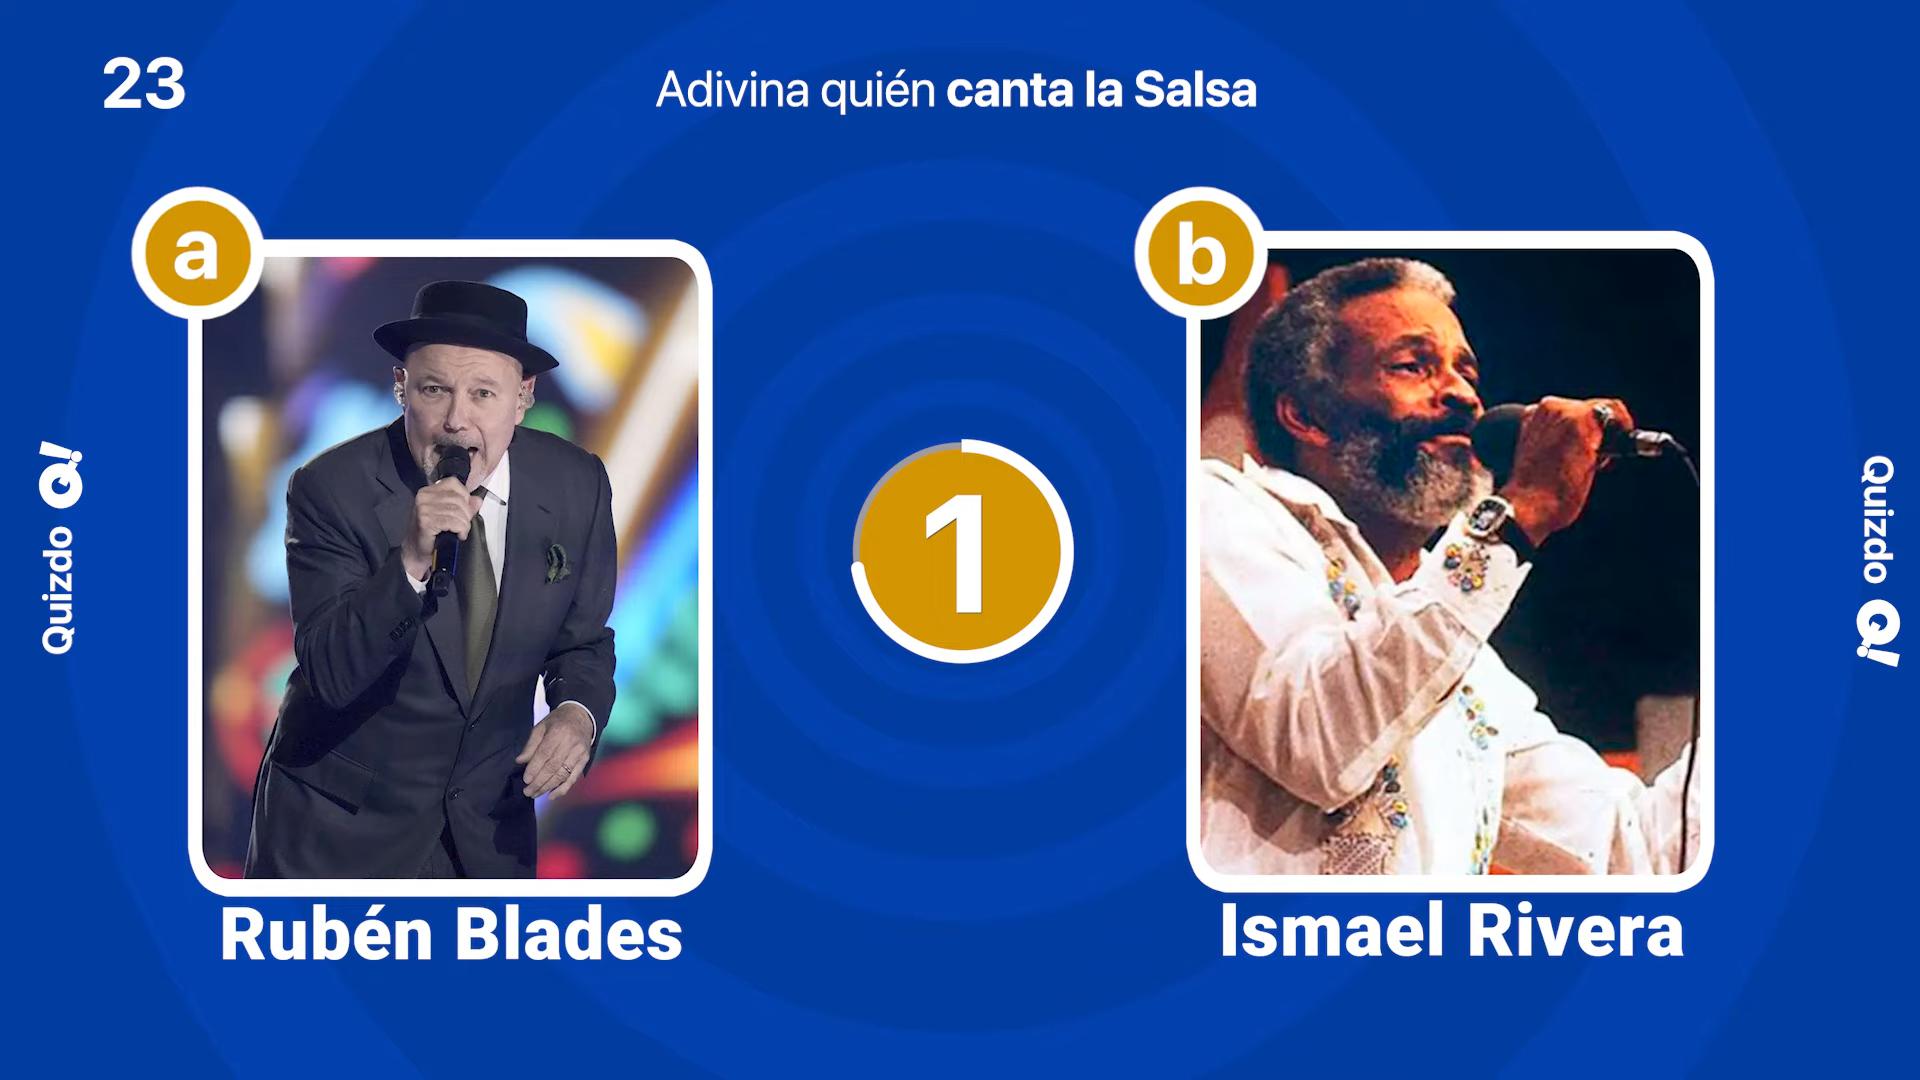 23
Adivina quién canta la Salsa
a
b
1
Quizdo Q!
Quizdo Q!
Rubén Blades
Ismael Rivera